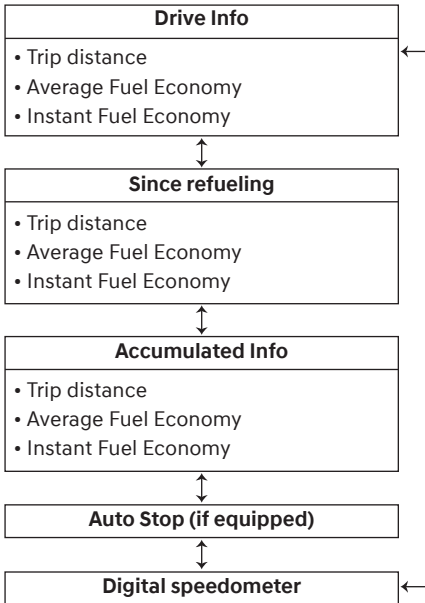 Drive Info
• Trip distance
• Average Fuel Economy
• Instant Fuel Economy
Since refueling
• Trip distance
• Average Fuel Economy
• Instant Fuel Economy
Accumulated Info
• Trip distance
• Average Fuel Economy
• Instant Fuel Economy
Auto Stop (if equipped)
Digital speedometer